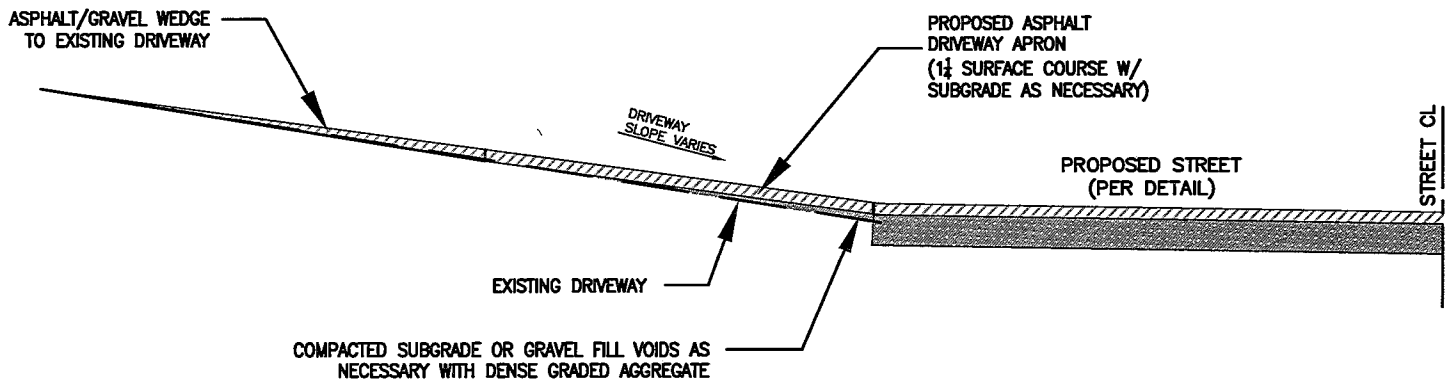 ASPHALT/GRAVEL WEDGE
TO EXISTING DRIVEWAY
PROPOSED ASPHALT
DRIVEWAY APRON
(1¼ SURFACE COURSE W/
SUBGRADE AS NECESSARY)
DRIVEWAY
SLOPE VARIES
PROPOSED STREET
(PER DETAIL)
STREET CL
EXISTING DRIVEWAY
COMPACTED SUBGRADE OR GRAVEL FILL VOIDS AS
NECESSARY WITH DENSE GRADED AGGREGATE